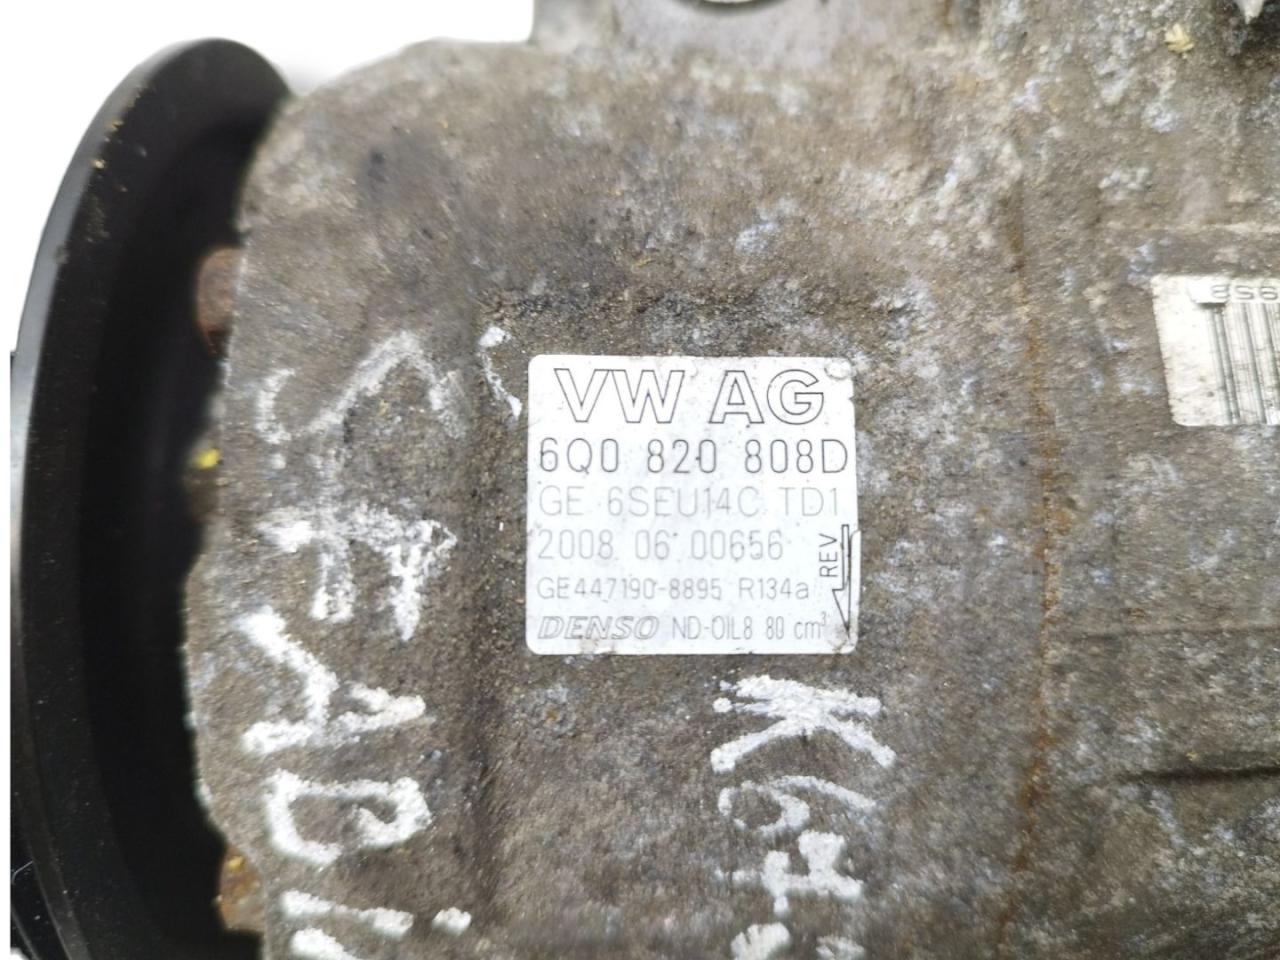 VW AG
6Q0 820 808D
GE 6SEU14C TD1
2008 06 00656
GE447190-8895 R134a
DENSO ND-OIL8 80 cm³
REV